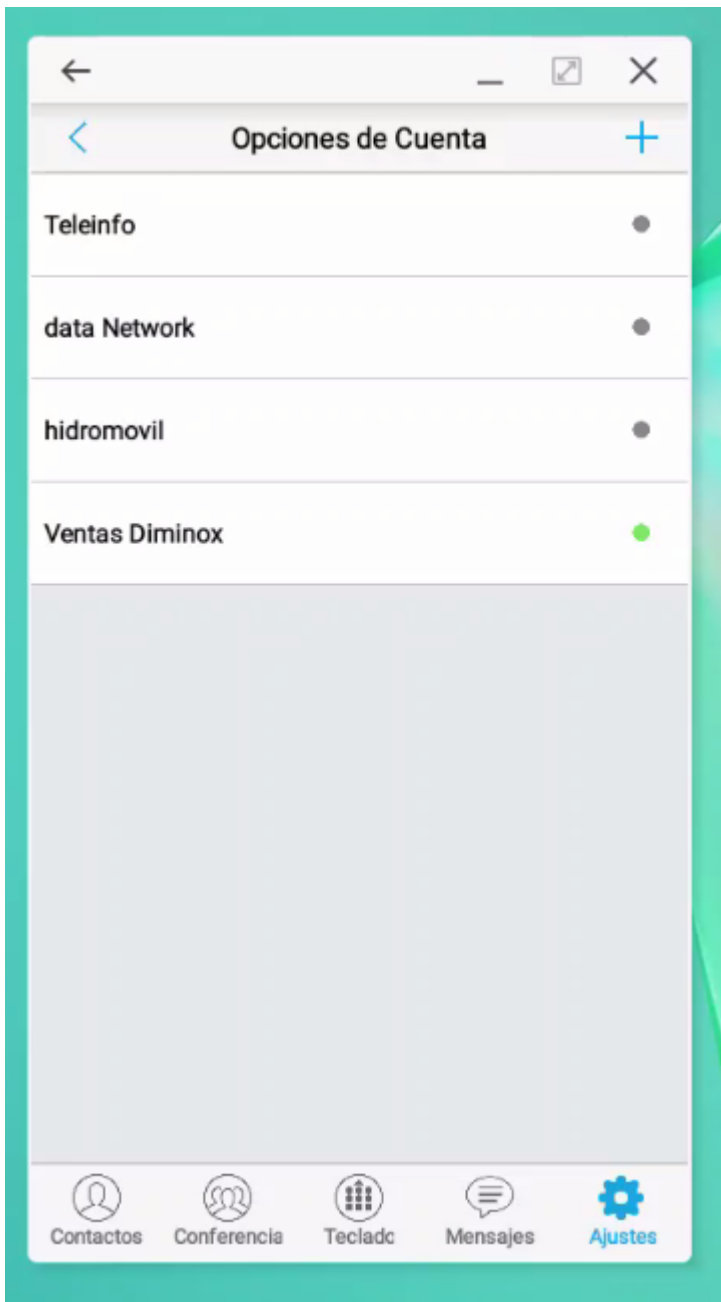 Opciones de Cuenta
Teleinfo
data Network
hidromovil
Ventas Diminox
Contactos Conferencia Teclado Mensajes Ajustes